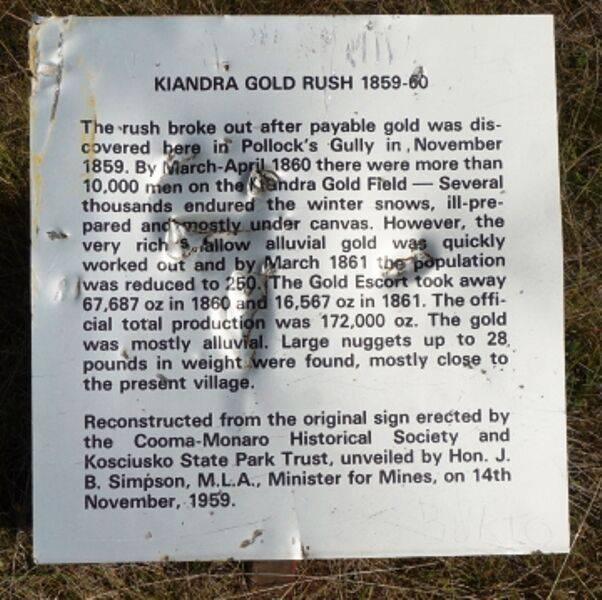 KIANDRA GOLD RUSH 1859-60
The rush broke out after payable gold was dis-
covered here in Pollock's Gully in November
1859. By March-April 1860 there were more than
10,000 men on the Kiandra Gold Field — Several
thousands endured the winter snows, ill-pre-
pared and mostly under canvas. However, the
very rich shallow alluvial gold was quickly
worked out and by March 1861 the population
was reduced to 250. The Gold Escort took away
67,687 oz in 1860 and 16,567 oz in 1861. The offi-
cial total production was 172,000 oz. The gold
was mostly alluvial. Large nuggets up to 28
pounds in weight were found, mostly close to
the present village.
Reconstructed from the original sign erected by
the Cooma-Monaro Historical Society and
Kosciusko State Park Trust, unveiled by Hon. J.
B. Simpson, M.L.A., Minister for Mines, on 14th
November, 1959.